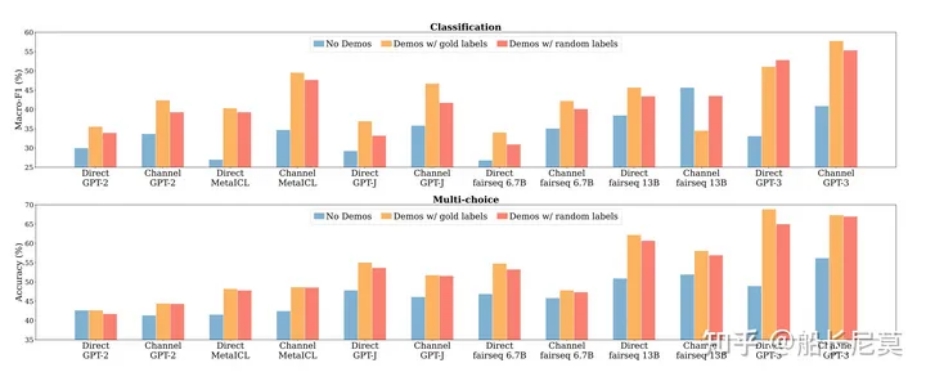 Classification
No Demos Demos w/ gold labels Demos w/ random labels
Macro-F1 (%)
60
55
50
45
40
35
30
25
Direct Channel Direct Channel Direct Channel Direct Channel Direct Channel Direct Channel
GPT-2 GPT-2 MetaICL MetaICL GPT-J GPT-J fairseq 6.7B fairseq 6.7B fairseq 13B fairseq 13B GPT-3 GPT-3
Multi-choice
No Demos Demos w/ gold labels Demos w/ random labels
Accuracy (%)
70
65
60
55
50
45
40
35
Direct Channel Direct Channel Direct Channel Direct Channel Direct Channel Direct Channel
GPT-2 GPT-2 MetaICL MetaICL GPT-J GPT-J fairseq 6.7B fairseq 6.7B fairseq 13B fairseq 13B GPT-3 GPT-3
知乎 @船长尼莫